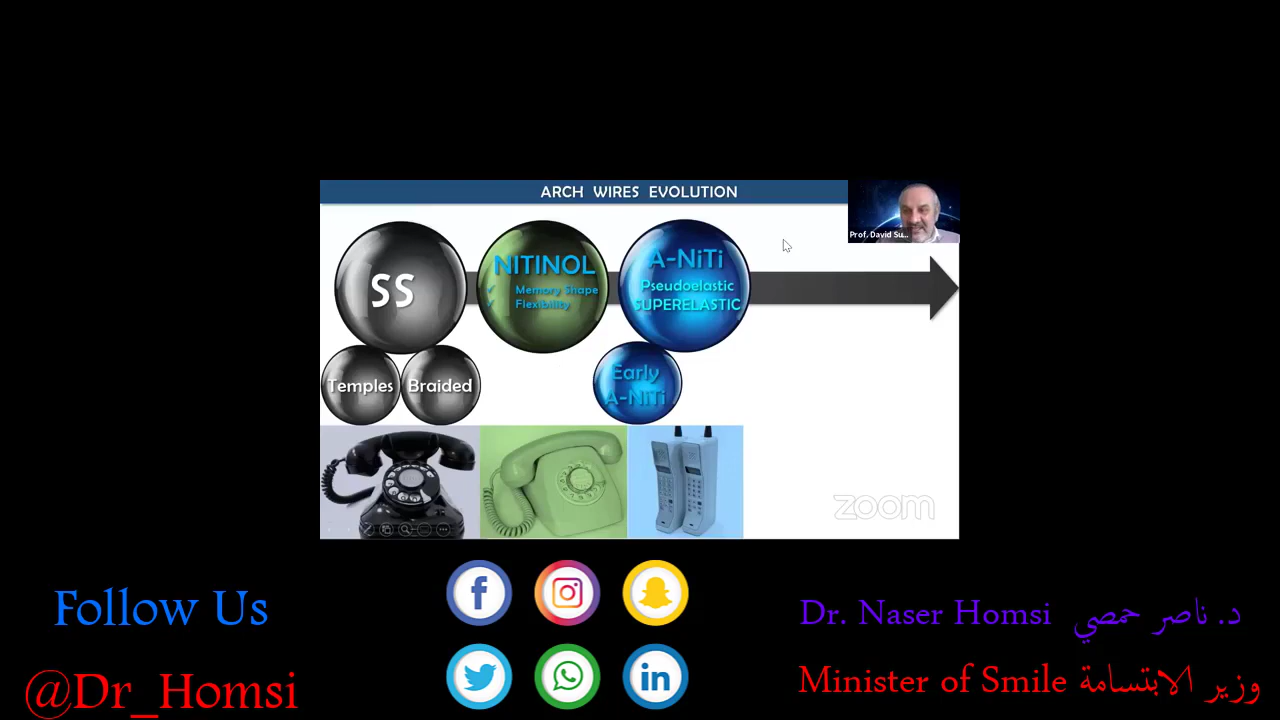 ARCH WIRES EVOLUTION
Prof. David Su...
SS
NITINOL
✓ Memory Shape
✓ Flexibility
A-NiTi
Pseudoelastic
SUPERELASTIC
Temples
Braided
Early
A-NiTi
zoom
Follow Us
@Dr_Homsi
Dr. Naser Homsi د. ناصر حمصي
Minister of Smile وزير الابتسامة